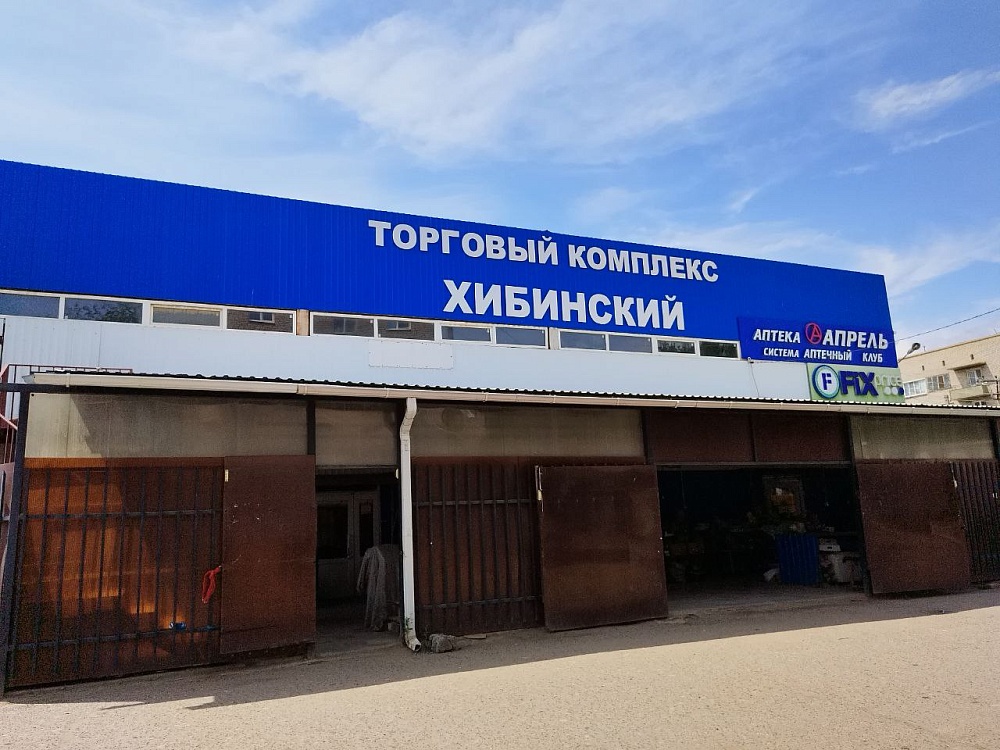 ТОРГОВЫЙ КОМПЛЕКС
ХИБИНСКИЙ
АПТЕКА АПРЕЛЬ
СИСТЕМА АПТЕЧНЫЙ КЛУБ
F FIX